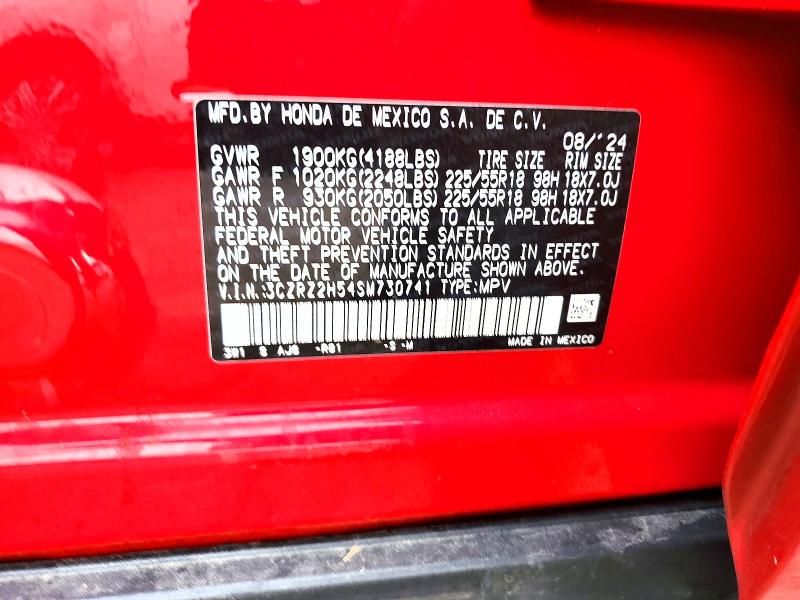 MFD.BY HONDA DE MEXICO S.A. DE C.V.
08/'24
GVWR 1900KG(4188LBS) TIRE SIZE RIM SIZE
GAWR F 1020KG(2248LBS) 225/55R18 98H 18X7.0J
GAWR R 930KG(2050LBS) 225/55R18 98H 18X7.0J
THIS VEHICLE CONFORMS TO ALL APPLICABLE
FEDERAL MOTOR VEHICLE SAFETY
AND THEFT PREVENTION STANDARDS IN EFFECT
ON THE DATE OF MANUFACTURE SHOWN ABOVE.
V.I.N.:3CZRZ2H54SM730741 TYPE:MPV
3W1 S AJ6 -R81 -S -M MADE IN MEXICO